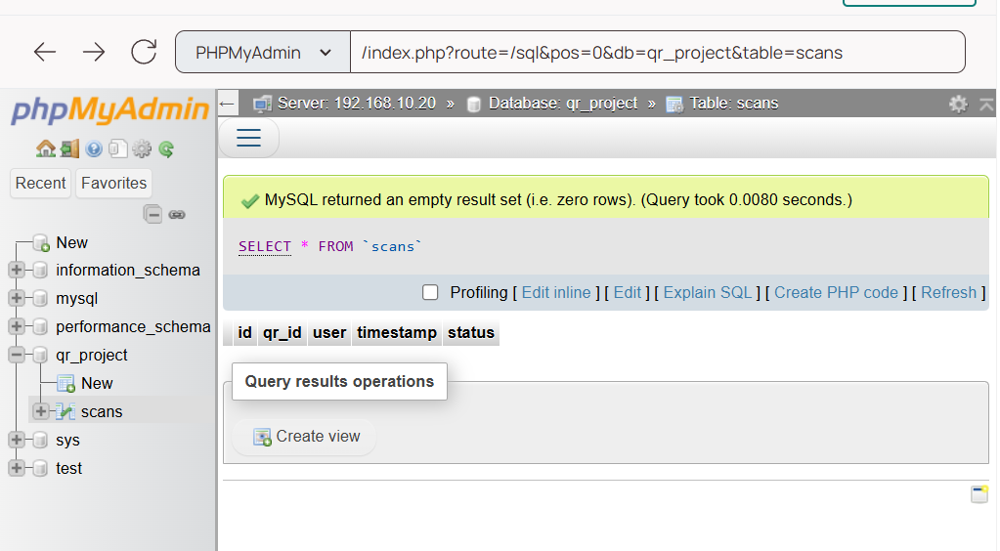 PHPMyAdmin /index.php?route=/sql&pos=0&db=qr_project&table=scans
phpMyAdmin
Recent Favorites
New
information_schema
mysql
performance_schema
qr_project
New
scans
sys
test
Server: 192.168.10.20 » Database: qr_project » Table: scans
MySQL returned an empty result set (i.e. zero rows). (Query took 0.0080 seconds.)
SELECT * FROM `scans`
Profiling [ Edit inline ] [ Edit ] [ Explain SQL ] [ Create PHP code ] [ Refresh ]
id qr_id user timestamp status
Query results operations
Create view